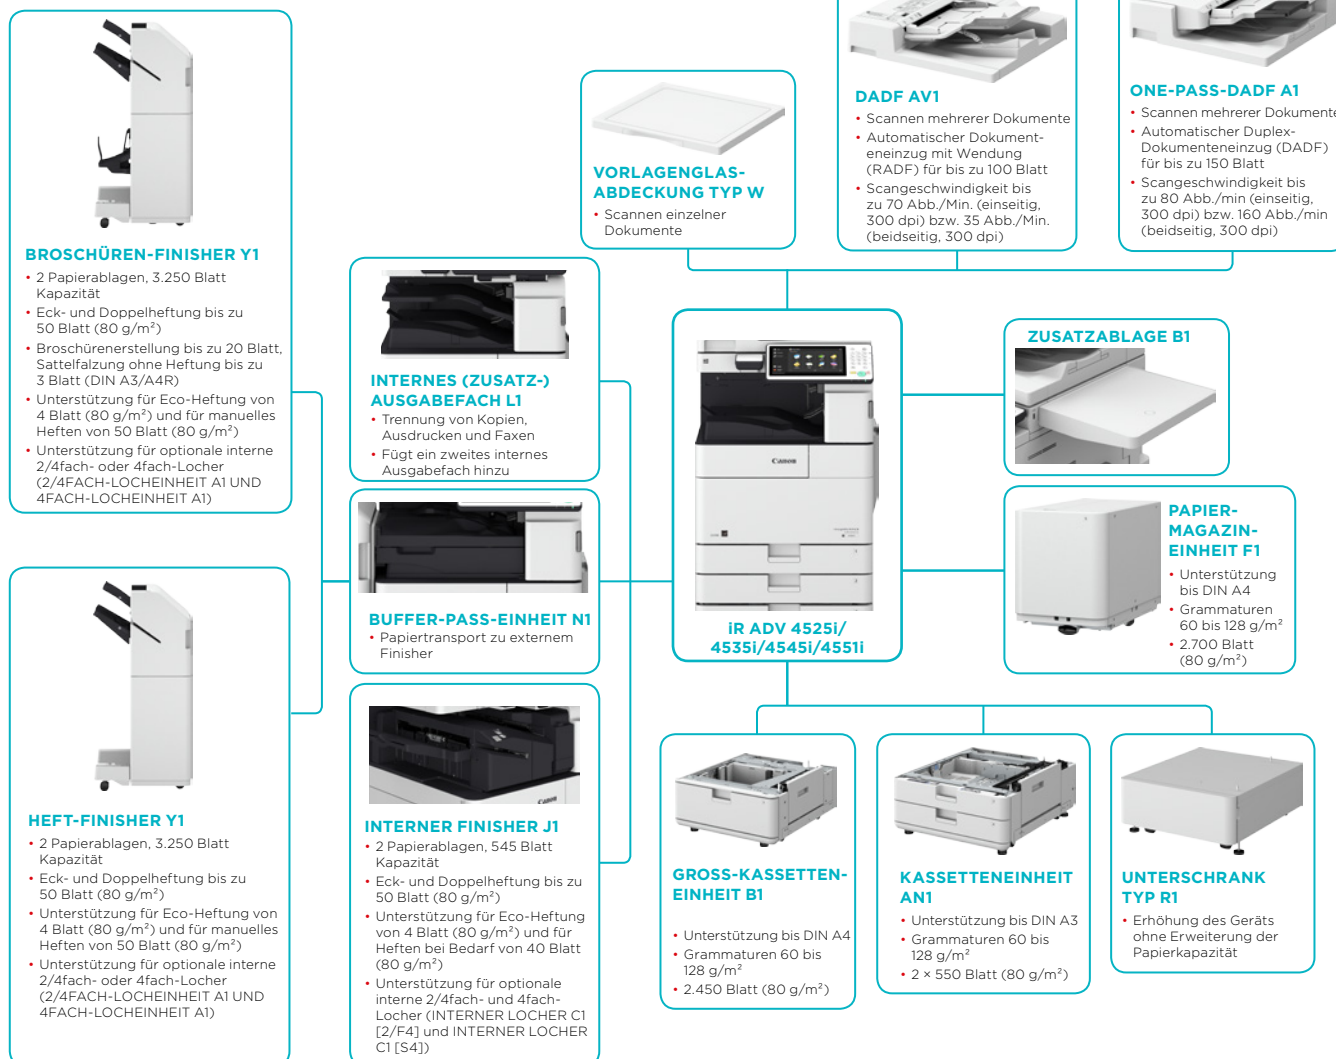 BROSCHÜREN-FINISHER Y1
• 2 Papierablagen, 3.250 Blatt
Kapazität
• Eck- und Doppelheftung bis zu
50 Blatt (80 g/m²)
• Broschürenerstellung bis zu 20 Blatt,
Sattelfalzung ohne Heftung bis zu
3 Blatt (DIN A3/A4R)
• Unterstützung für Eco-Heftung von
4 Blatt (80 g/m²) und für manuelles
Heften von 50 Blatt (80 g/m²)
• Unterstützung für optionale interne
2/4fach- oder 4fach-Locher
(2/4FACH-LOCHEINHEIT A1 UND
4FACH-LOCHEINHEIT A1)
HEFT-FINISHER Y1
• 2 Papierablagen, 3.250 Blatt
Kapazität
• Eck- und Doppelheftung bis zu
50 Blatt (80 g/m²)
• Unterstützung für Eco-Heftung von
4 Blatt (80 g/m²) und für manuelles
Heften von 50 Blatt (80 g/m²)
• Unterstützung für optionale interne
2/4fach- oder 4fach-Locher
(2/4FACH-LOCHEINHEIT A1 UND
4FACH-LOCHEINHEIT A1)
INTERNES (ZUSATZ-)
AUSGABEFACH L1
• Trennung von Kopien,
Ausdrucken und Faxen
• Fügt ein zweites internes
Ausgabefach hinzu
BUFFER-PASS-EINHEIT N1
• Papiertransport zu externem
Finisher
Canon
INTERNER FINISHER J1
• 2 Papierablagen, 545 Blatt
Kapazität
• Eck- und Doppelheftung bis zu
50 Blatt (80 g/m²)
• Unterstützung für Eco-Heftung
von 4 Blatt (80 g/m²) und für
Heften bei Bedarf von 40 Blatt
(80 g/m²)
• Unterstützung für optionale
interne 2/4fach- und 4fach-
Locher (INTERNER LOCHER C1
[2/F4] und INTERNER LOCHER
C1 [S4])
VORLAGENGLAS-
ABDECKUNG TYP W
• Scannen einzelner
Dokumente
DADF AV1
• Scannen mehrerer Dokumente
• Automatischer Dokument-
eneinzug mit Wendung
(RADF) für bis zu 100 Blatt
• Scangeschwindigkeit bis
zu 70 Abb./Min. (einseitig,
300 dpi) bzw. 35 Abb./Min.
(beidseitig, 300 dpi)
ONE-PASS-DADF A1
• Scannen mehrerer Dokumente
• Automatischer Duplex-
Dokumenteneinzug (DADF)
für bis zu 150 Blatt
• Scangeschwindigkeit bis
zu 80 Abb./min (einseitig,
300 dpi) bzw. 160 Abb./min
(beidseitig, 300 dpi)
Canon
iR ADV 4525i/
4535i/4545i/4551i
ZUSATZABLAGE B1
PAPIER-
MAGAZIN-
EINHEIT F1
• Unterstützung
bis DIN A4
• Grammaturen
60 bis 128 g/m²
• 2.700 Blatt
(80 g/m²)
GROSS-KASSETTEN-
EINHEIT B1
• Unterstützung bis DIN A4
• Grammaturen 60 bis
128 g/m²
• 2.450 Blatt (80 g/m²)
KASSETTENEINHEIT
AN1
• Unterstützung bis DIN A3
• Grammaturen 60 bis
128 g/m²
• 2 × 550 Blatt (80 g/m²)
UNTERSCHRANK
TYP R1
• Erhöhung des Geräts
ohne Erweiterung der
Papierkapazität